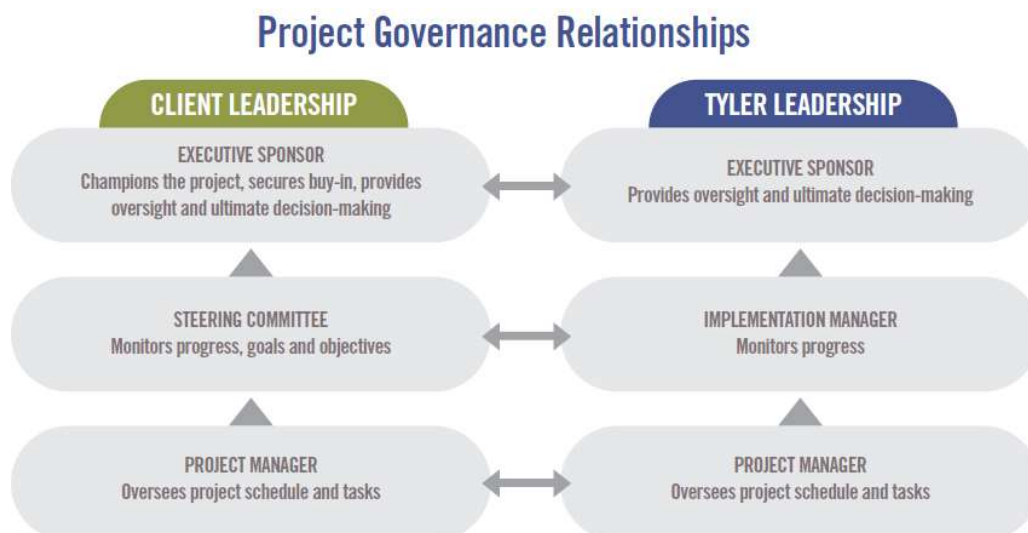 Project Governance Relationships
CLIENT LEADERSHIP
EXECUTIVE SPONSOR
Champions the project, secures buy-in, provides
oversight and ultimate decision-making
STEERING COMMITTEE
Monitors progress, goals and objectives
PROJECT MANAGER
Oversees project schedule and tasks
TYLER LEADERSHIP
EXECUTIVE SPONSOR
Provides oversight and ultimate decision-making
IMPLEMENTATION MANAGER
Monitors progress
PROJECT MANAGER
Oversees project schedule and tasks